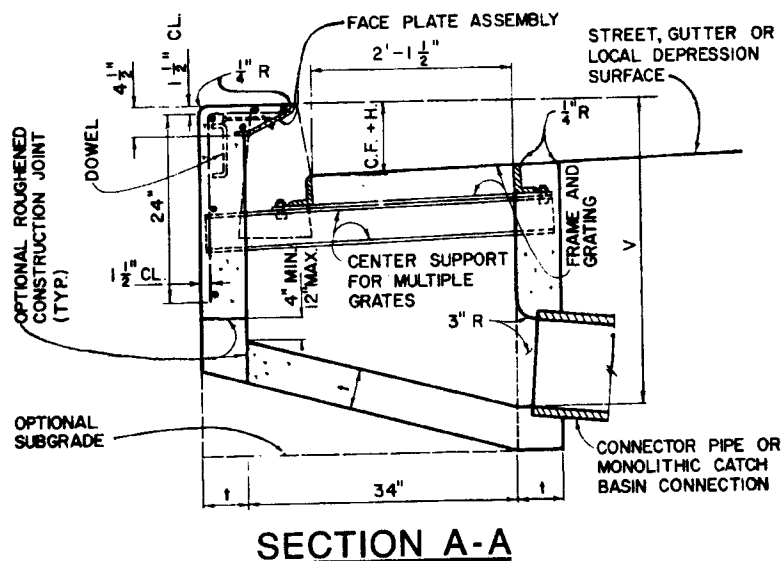 FACE PLATE ASSEMBLY
STREET, GUTTER OR
LOCAL DEPRESSION
SURFACE
4 1/2"
1 1/2" CL.
1/4" R
2'-1 1/2"
1/4" R
C.F. + H.
DOWEL
24"
OPTIONAL ROUGHENED
CONSTRUCTION JOINT
(TYP.)
1 1/2" CL.
4" MIN.
12" MAX.
CENTER SUPPORT
FOR MULTIPLE
GRATES
FRAME AND
GRATING
V
3" R
t
OPTIONAL
SUBGRADE
CONNECTOR PIPE OR
MONOLITHIC CATCH
BASIN CONNECTION
t
34"
t
SECTION A-A